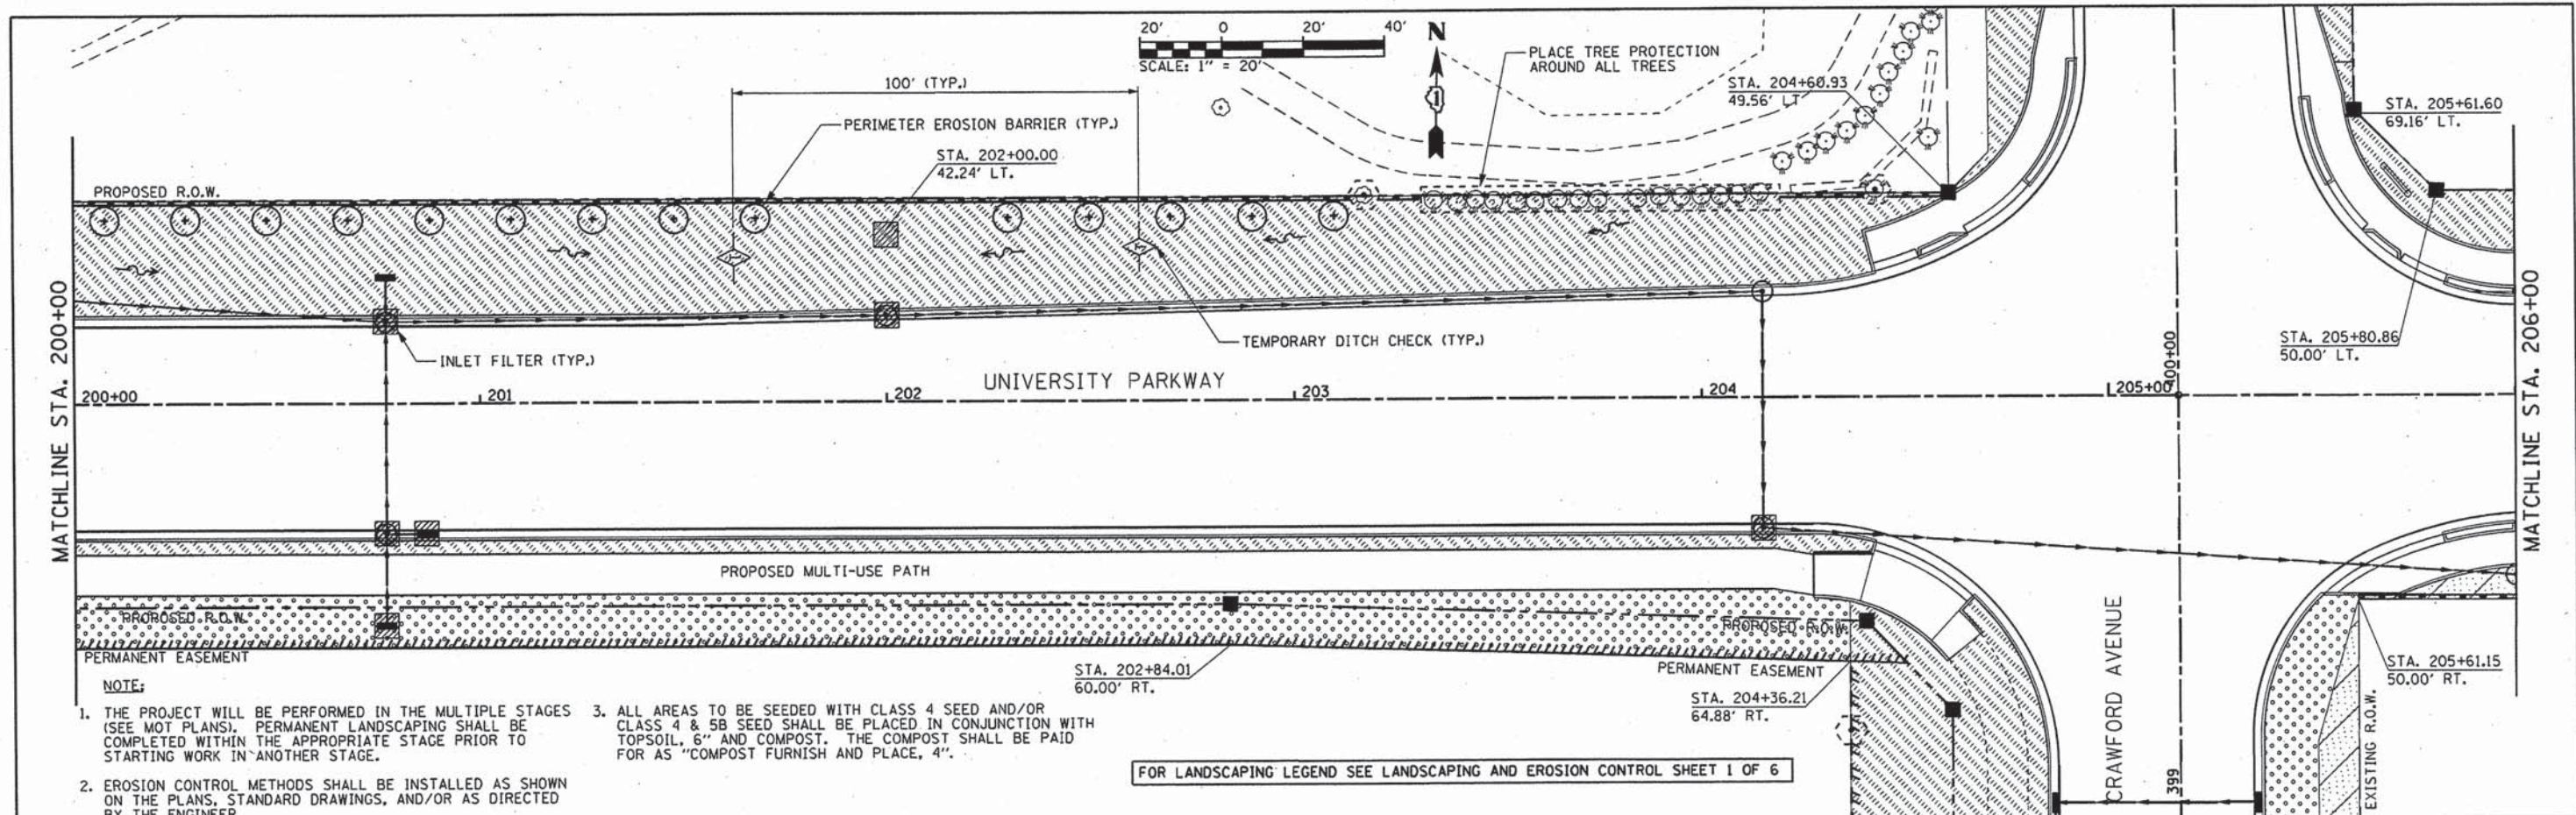 20' 0 20' 40'
SCALE: 1" = 20'
N
PLACE TREE PROTECTION
AROUND ALL TREES
100' (TYP.)
STA. 204+60.93
49.56' LT
STA. 205+61.60
69.16' LT.
PERIMETER EROSION BARRIER (TYP.)
STA. 202+00.00
42.24' LT.
PROPOSED R.O.W.
MATCHLINE STA. 200+00
MATCHLINE STA. 206+00
INLET FILTER (TYP.)
TEMPORARY DITCH CHECK (TYP.)
STA. 205+80.86
50.00' LT.
UNIVERSITY PARKWAY
200+00 201 202 203 204 205+00
400+00
PROPOSED MULTI-USE PATH
PROPOSED R.O.W.
PROPOSED R.O.W.
PERMANENT EASEMENT
STA. 202+84.01
60.00' RT.
PERMANENT EASEMENT
STA. 204+36.21
64.88' RT.
CRAWFORD AVENUE
399
STA. 205+61.15
50.00' RT.
EXISTING R.O.W.
NOTE:
1. THE PROJECT WILL BE PERFORMED IN THE MULTIPLE STAGES
(SEE MOT PLANS). PERMANENT LANDSCAPING SHALL BE
COMPLETED WITHIN THE APPROPRIATE STAGE PRIOR TO
STARTING WORK IN ANOTHER STAGE.
2. EROSION CONTROL METHODS SHALL BE INSTALLED AS SHOWN
ON THE PLANS, STANDARD DRAWINGS, AND/OR AS DIRECTED
BY THE ENGINEER
3. ALL AREAS TO BE SEEDED WITH CLASS 4 SEED AND/OR
CLASS 4 & 5B SEED SHALL BE PLACED IN CONJUNCTION WITH
TOPSOIL, 6" AND COMPOST. THE COMPOST SHALL BE PAID
FOR AS "COMPOST FURNISH AND PLACE, 4".
FOR LANDSCAPING LEGEND SEE LANDSCAPING AND EROSION CONTROL SHEET 1 OF 6